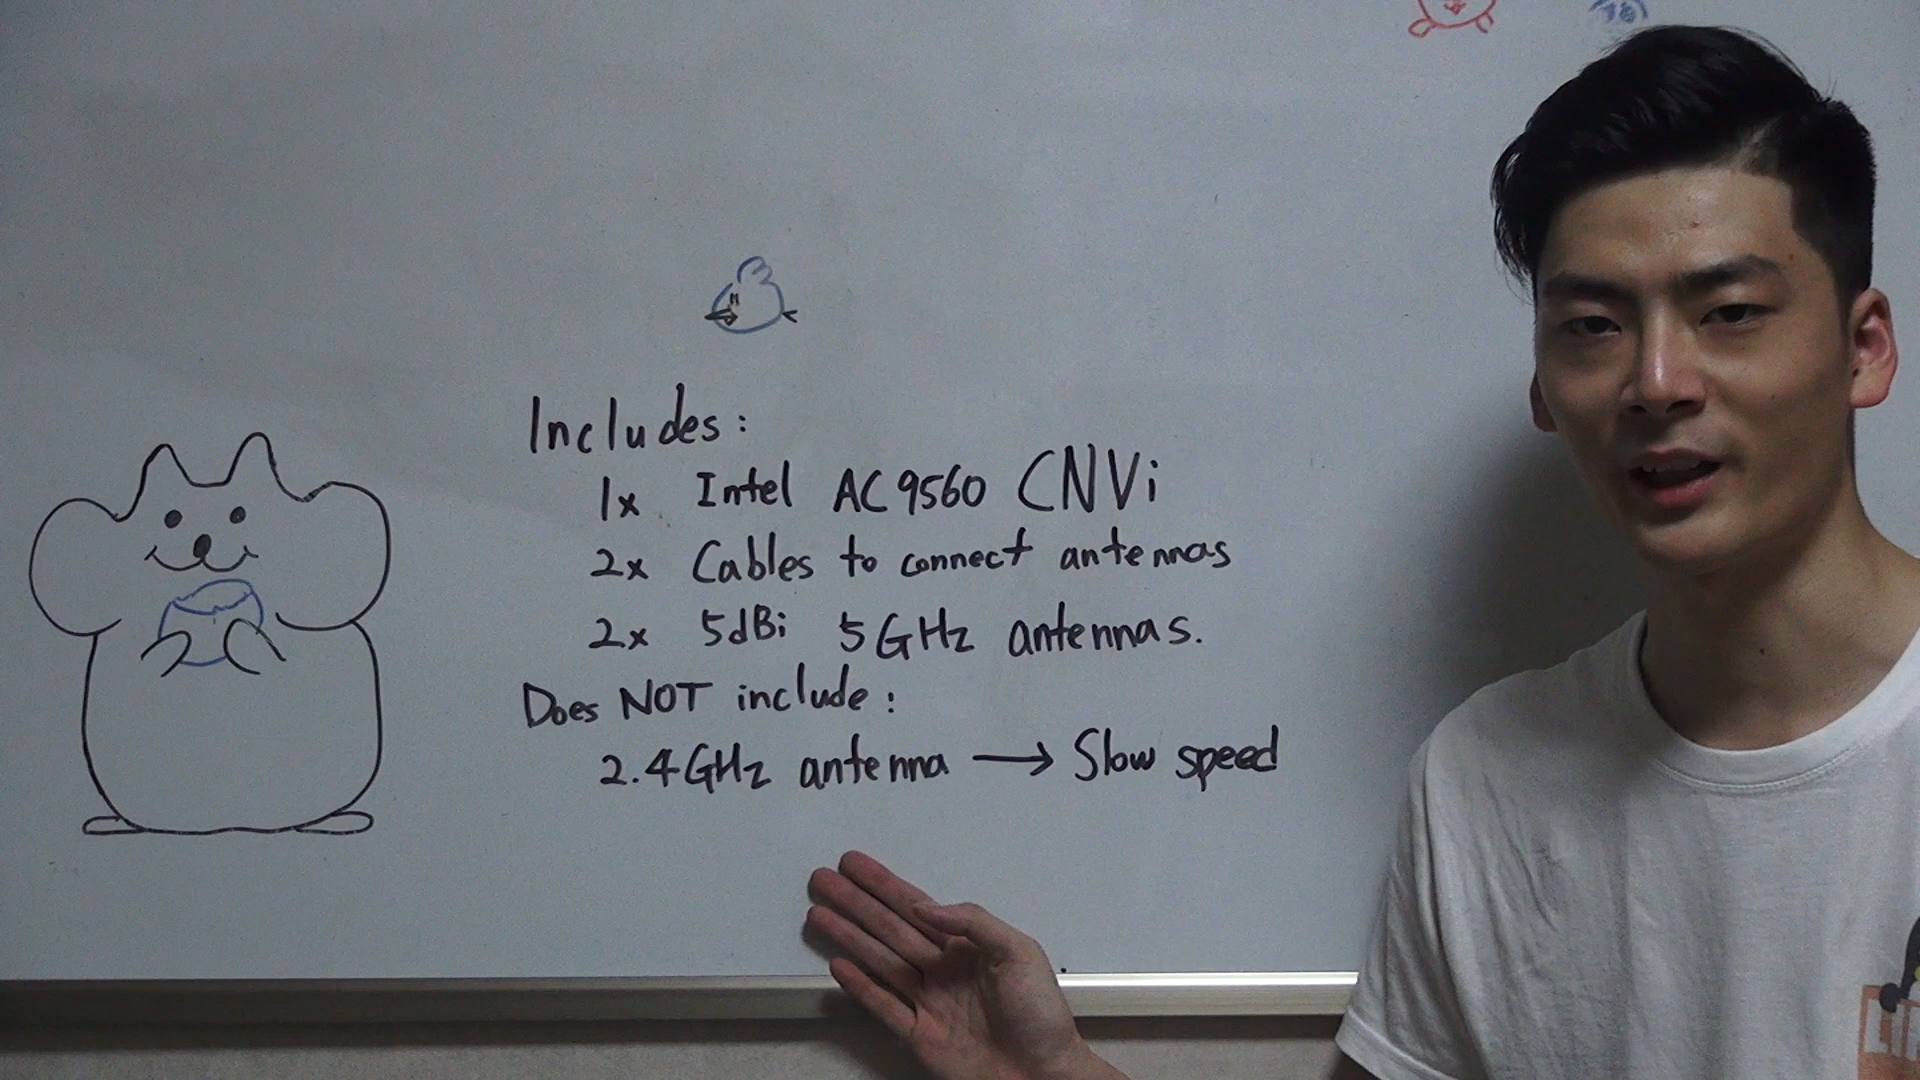 Includes:
1x Intel AC9560 CNVi
2x Cables to connect antennas
2x 5dBi 5GHz antennas.
Does NOT include:
2.4GHz antenna → Slow speed